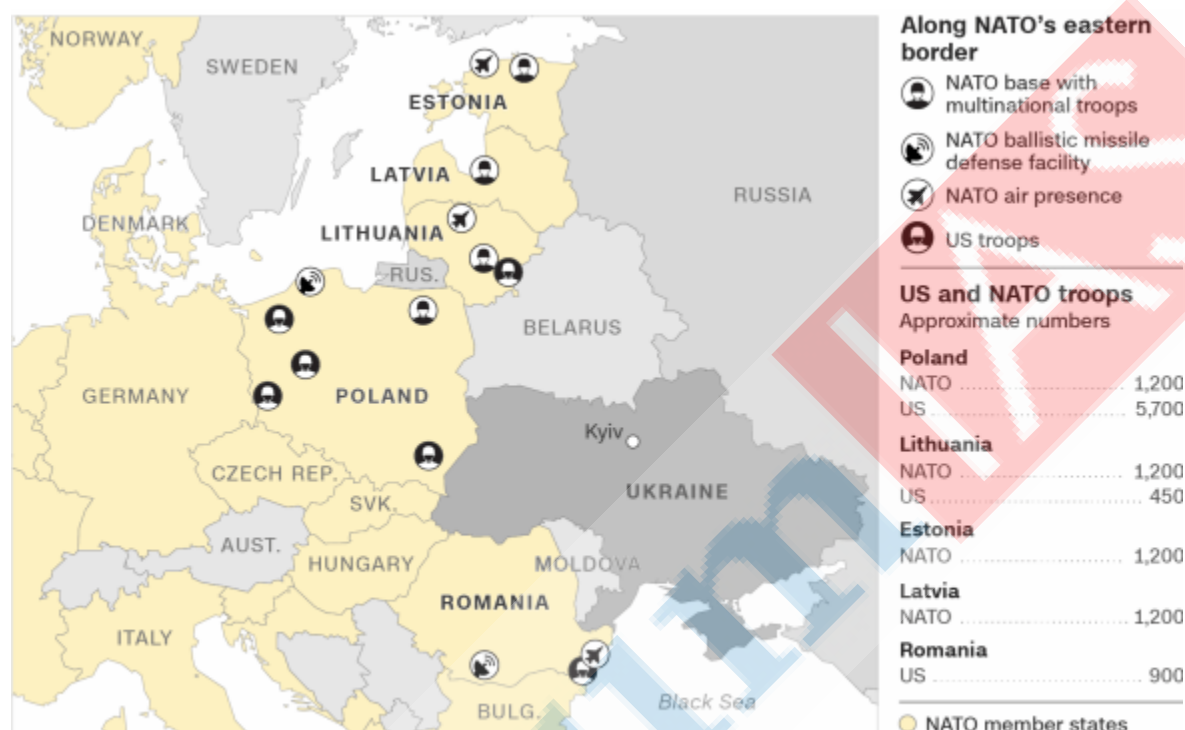 NORWAY
SWEDEN
ESTONIA
LATVIA
RUSSIA
DENMARK
LITHUANIA
RUS.
BELARUS
GERMANY
POLAND
Kyiv
CZECH REP.
UKRAINE
SVK.
AUST.
HUNGARY
MOLDOVA
ROMANIA
ITALY
Black Sea
BULG.
Along NATO's eastern
border
NATO base with
multinational troops
NATO ballistic missile
defense facility
NATO air presence
US troops
US and NATO troops
Approximate numbers
Poland
NATO 1,200
US 5,700
Lithuania
NATO 1,200
US 450
Estonia
NATO 1,200
Latvia
NATO 1,200
Romania
US 900
NATO member states
IAS